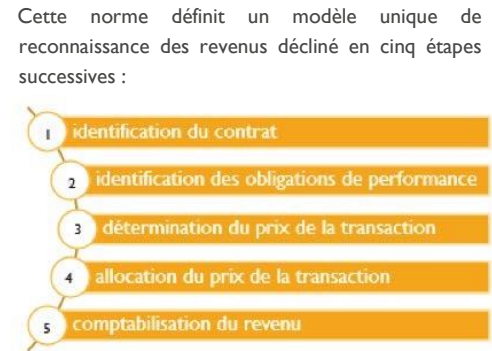 Cette norme définit un modèle unique de
reconnaissance des revenus décliné en cinq étapes
successives :
1 identification du contrat
2 identification des obligations de performance
3 détermination du prix de la transaction
4 allocation du prix de la transaction
5 comptabilisation du revenu